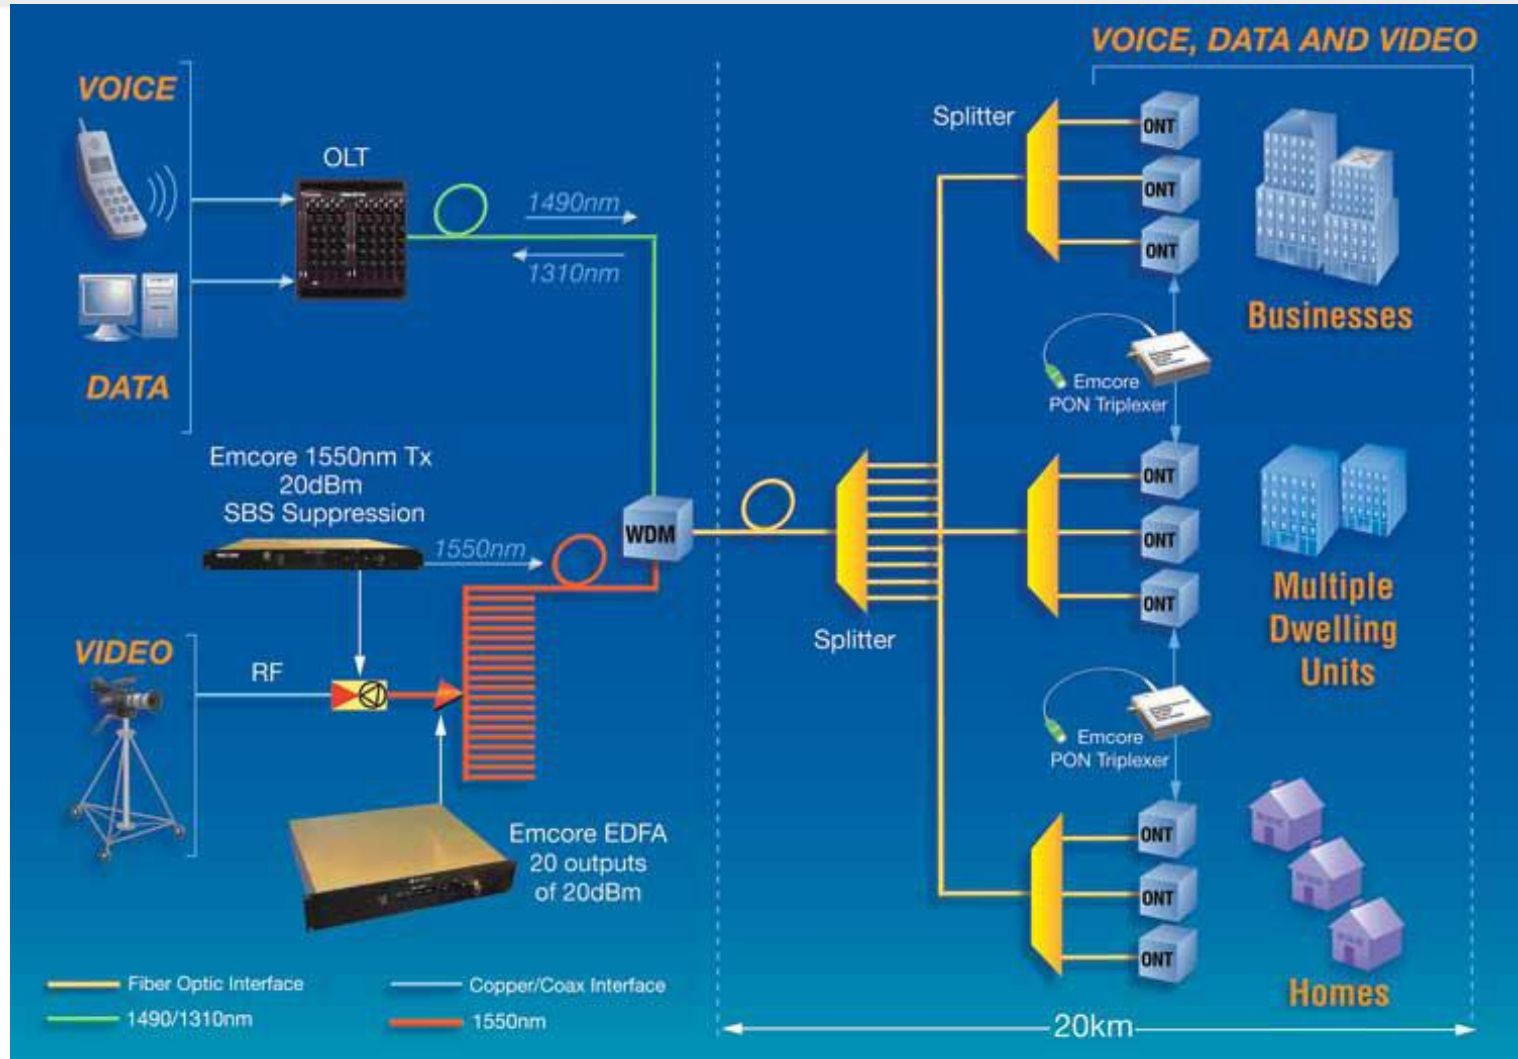 VOICE, DATA AND VIDEO
VOICE
OLT
1490nm
1310nm
DATA
Splitter
ONT
ONT
ONT
Businesses
Emcore
PON Triplexer
Emcore 1550nm Tx
20dBm
SBS Suppression
1550nm
WDM
Splitter
ONT
ONT
ONT
Multiple
Dwelling
Units
VIDEO
RF
Emcore
PON Triplexer
Emcore EDFA
20 outputs
of 20dBm
ONT
ONT
ONT
Homes
Fiber Optic Interface
Copper/Coax Interface
1490/1310nm
1550nm
20km